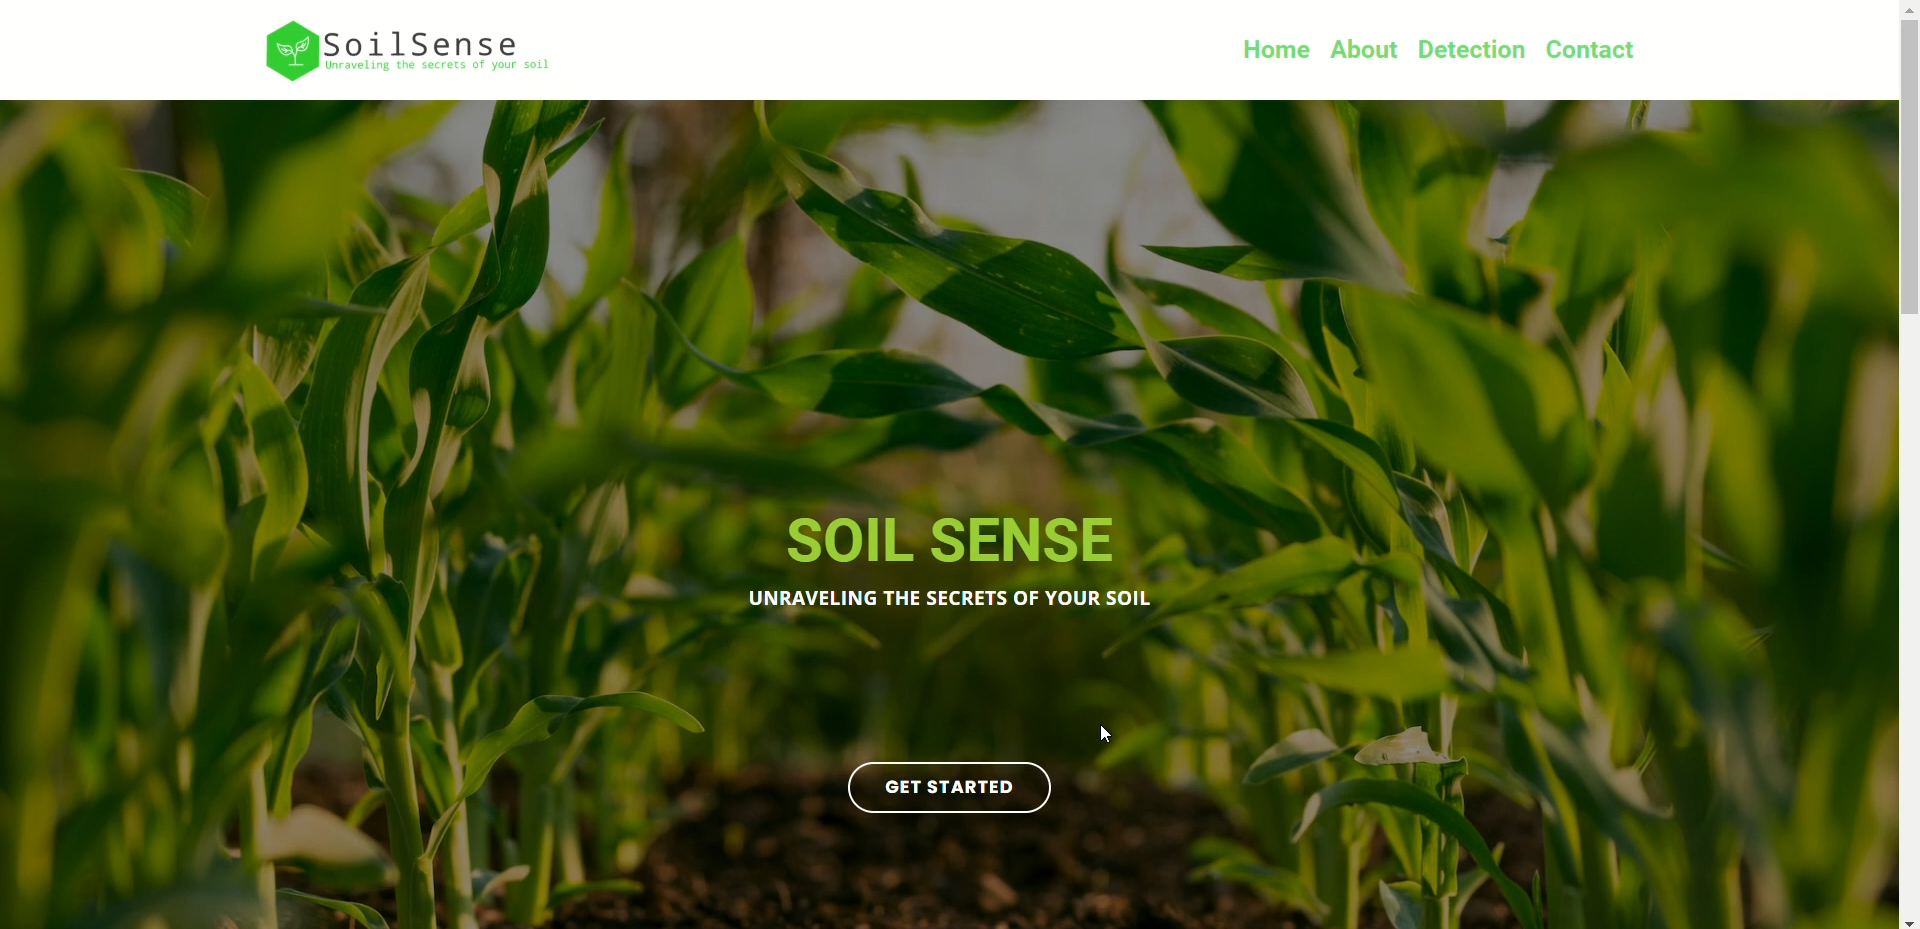 SoilSense
Unraveling the secrets of your soil
Home About Detection Contact
SOIL SENSE
UNRAVELING THE SECRETS OF YOUR SOIL
GET STARTED